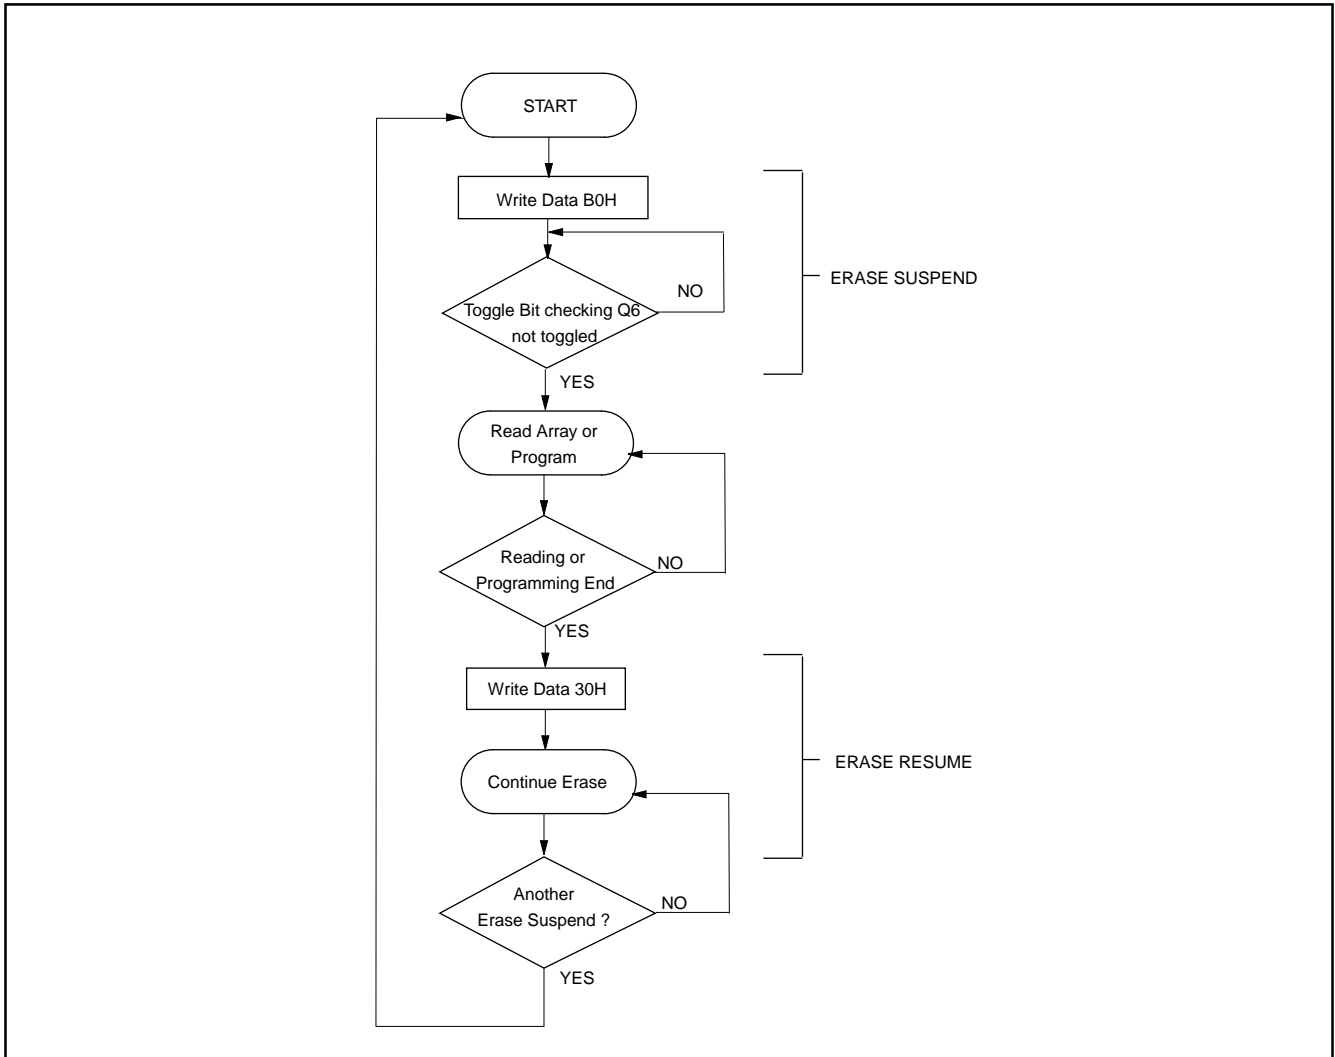 START
Write Data B0H
ERASE SUSPEND
NO
Toggle Bit checking Q6
not toggled
YES
Read Array or
Program
Reading or
Programming End
NO
YES
Write Data 30H
ERASE RESUME
Continue Erase
Another
Erase Suspend ?
NO
YES